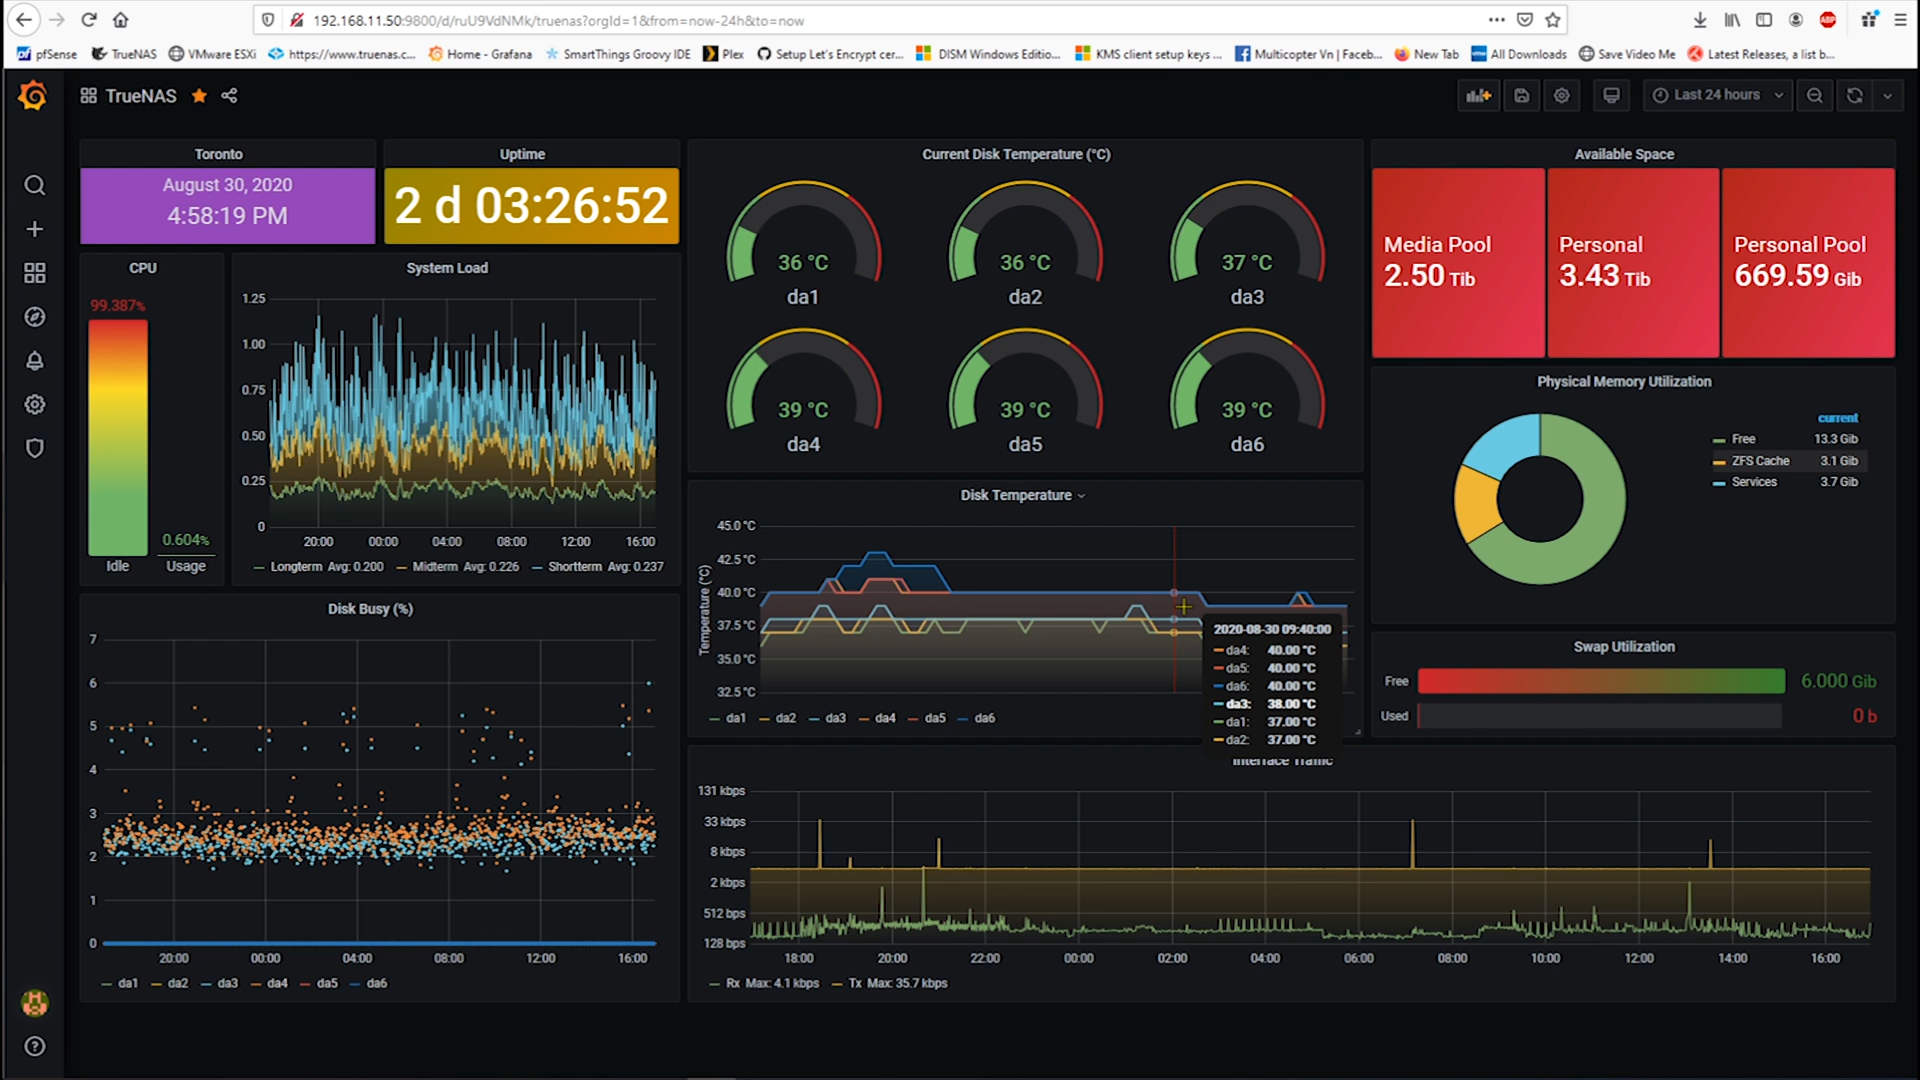 192.168.11.50:9800/d/ruU9VdNMk/truenas?orgId=1&from=now-24h&to=now
ABP
pfSense TrueNAS VMware ESXi https://www.truenas.c... Home - Grafana SmartThings Groovy IDE Plex Setup Let's Encrypt cer... DISM Windows Editio... KMS client setup keys ... Multicopter Vn | Faceb... New Tab All Downloads Save Video Me Latest Releases, a list b...
TrueNAS
Last 24 hours
Toronto
August 30, 2020
4:58:19 PM
Uptime
2 d 03:26:52
CPU
99.387%
0.604%
Idle Usage
System Load
1.25
1.00
0.75
0.50
0.25
0
20:00 00:00 04:00 08:00 12:00 16:00
Longterm Avg: 0.200 Midterm Avg: 0.226 Shortterm Avg: 0.237
Disk Busy (%)
7
6
5
4
3
2
1
0
20:00 00:00 04:00 08:00 12:00 16:00
da1 da2 da3 da4 da5 da6
Current Disk Temperature (°C)
36 °C 36 °C 37 °C
da1 da2 da3
39 °C 39 °C 39 °C
da4 da5 da6
Disk Temperature
Temperature (°C)
45.0 °C
42.5 °C
40.0 °C
37.5 °C
35.0 °C
32.5 °C
da1 da2 da3 da4 da5 da6
2020-08-30 09:40:00
da4: 40.00 °C
da5: 40.00 °C
da6: 40.00 °C
da3: 38.00 °C
da1: 37.00 °C
da2: 37.00 °C
Available Space
Media Pool
2.50 Tib
Personal
3.43 Tib
Personal Pool
669.59 Gib
Physical Memory Utilization
current
Free 13.3 Gib
ZFS Cache 3.1 Gib
Services 3.7 Gib
Swap Utilization
Free 6.000 Gib
Used 0 b
Interface Traffic
131 kbps
33 kbps
8 kbps
2 kbps
512 bps
128 bps
18:00 20:00 22:00 00:00 02:00 04:00 06:00 08:00 10:00 12:00 14:00 16:00
Rx Max: 4.1 kbps Tx Max: 35.7 kbps